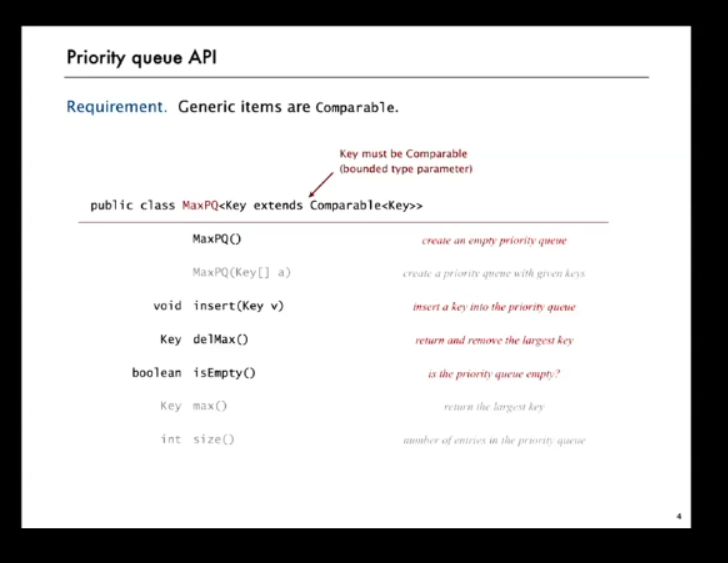 Priority queue API
Requirement. Generic items are Comparable.
Key must be Comparable
(bounded type parameter)
public class MaxPQ<Key extends Comparable<Key>>
MaxPQ() create an empty priority queue
MaxPQ(Key[] a) create a priority queue with given keys
void insert(Key v) insert a key into the priority queue
Key delMax() return and remove the largest key
boolean isEmpty() is the priority queue empty?
Key max() return the largest key
int size() number of entries in the priority queue
4